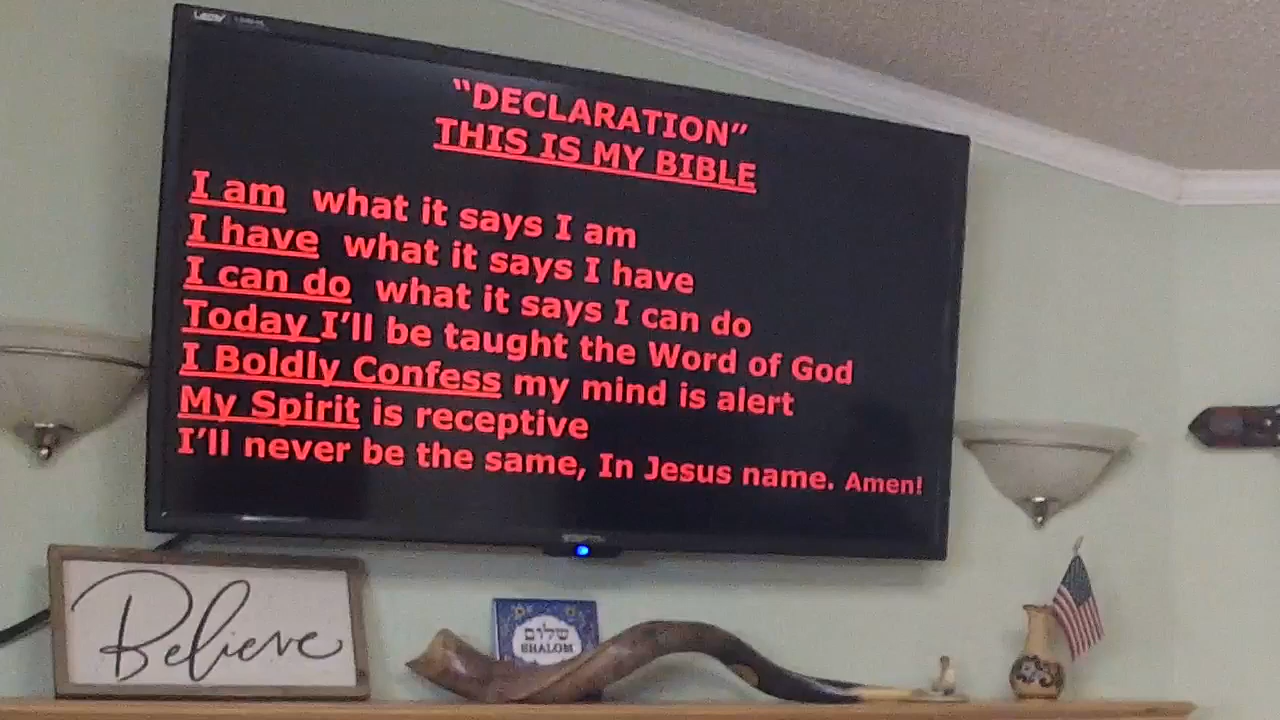 “DECLARATION”
THIS IS MY BIBLE
I am what it says I am
I have what it says I have
I can do what it says I can do
Today I’ll be taught the Word of God
I Boldly Confess my mind is alert
My Spirit is receptive
I’ll never be the same, In Jesus name. Amen!
Believe
שלום
SHALOM